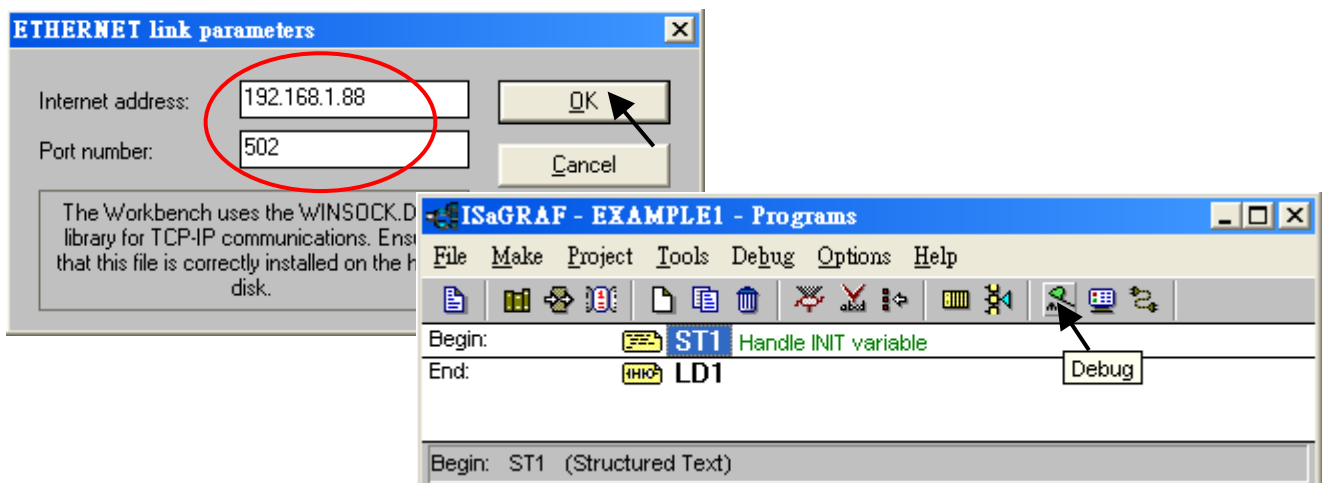 ETHERNET link parameters
Internet address:
192.168.1.88
OK
Port number:
502
Cancel
The Workbench uses the WINSOCK.D
library for TCP-IP communications. Ensu
that this file is correctly installed on the h
disk.
ISaGRAF - EXAMPLE1 - Programs
File Make Project Tools Debug Options Help
Begin: ST1 Handle INIT variable
End: LD1
Debug
Begin: ST1 (Structured Text)